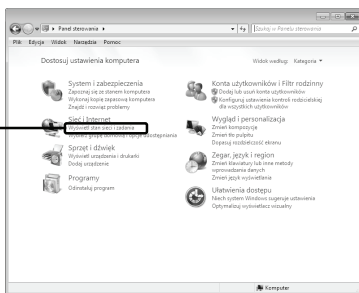 Panel sterowania
Szukaj w Panelu sterowania
Plik Edycja Widok Narzędzia Pomoc
Dostosuj ustawienia komputera
Widok według: Kategoria
System i zabezpieczenia
Zapoznaj się ze stanem komputera
Wykonaj kopię zapasową komputera
Znajdź i rozwiąż problemy
Sieć i Internet
Wyświetl stan sieci i zadania
Wybierz grupę domową i opcje udostępniania
Sprzęt i dźwięk
Wyświetl urządzenia i drukarki
Dodaj urządzenie
Programy
Odinstaluj program
Konta użytkowników i Filtr rodzinny
Dodaj lub usuń konta użytkowników
Konfiguruj ustawienia kontroli rodzicielskiej dla wszystkich użytkowników
Wygląd i personalizacja
Zmień kompozycję
Zmień tło pulpitu
Dopasuj rozdzielczość ekranu
Zegar, język i region
Zmień klawiatury lub inne metody wprowadzania danych
Zmień język wyświetlania
Ułatwienia dostępu
Niech system Windows sugeruje ustawienia
Optymalizuj wyświetlacz wizualny
Komputer